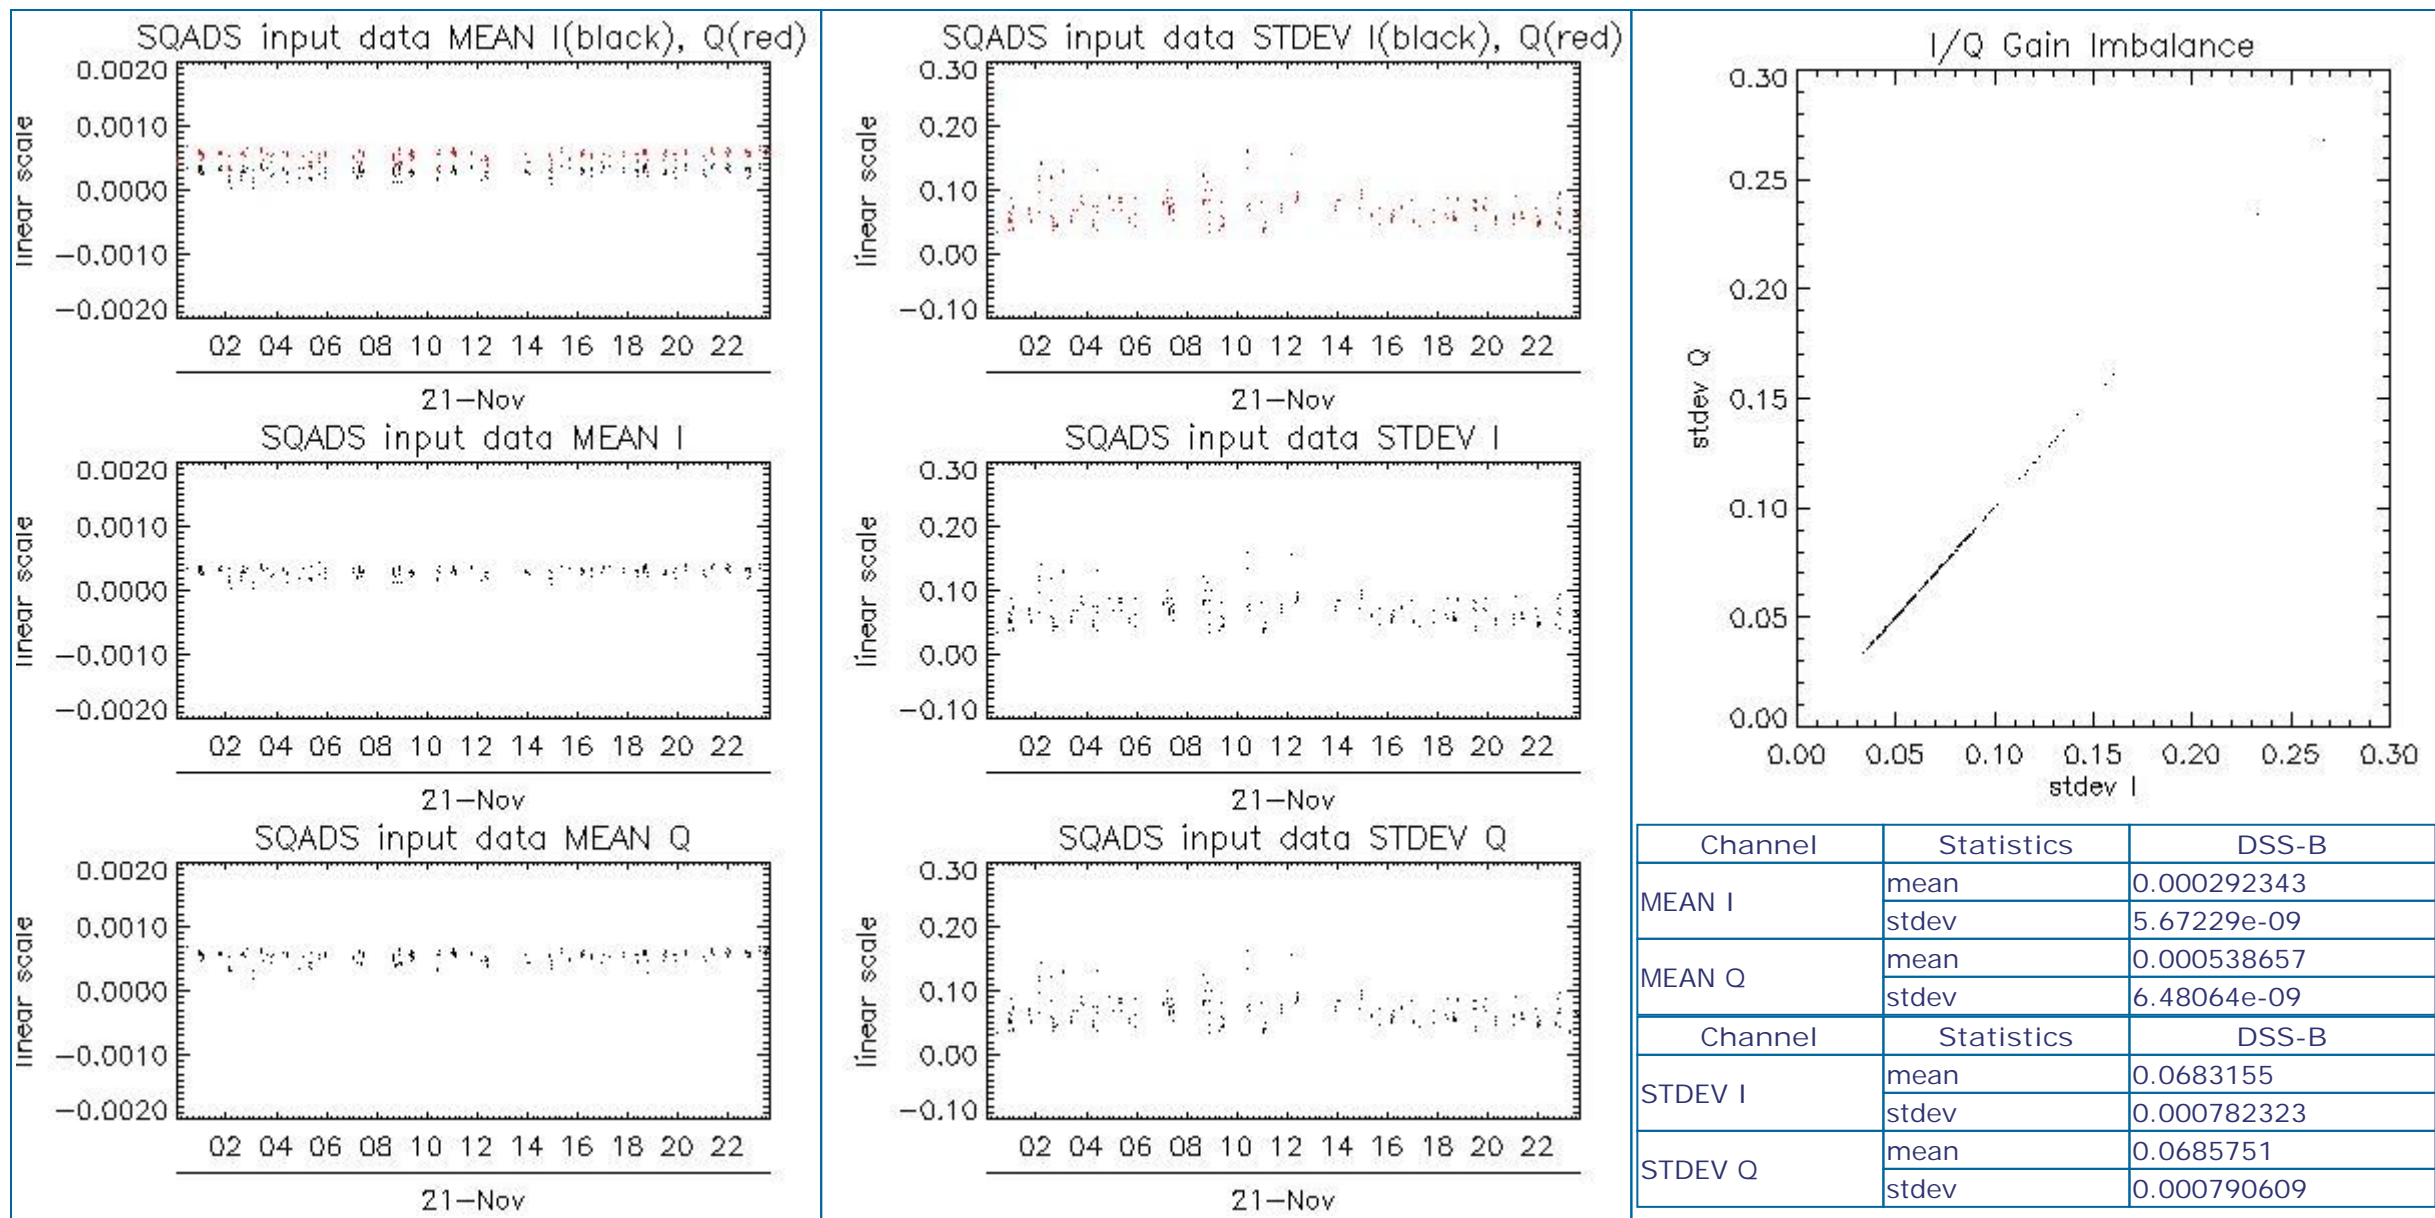 SQADS input data MEAN I(black), Q(red)
0.0020
0.0010
0.0000
-0.0010
-0.0020
linear scale
02 04 06 08 10 12 14 16 18 20 22
21-Nov
SQADS input data MEAN I
0.0020
0.0010
0.0000
-0.0010
-0.0020
linear scale
02 04 06 08 10 12 14 16 18 20 22
21-Nov
SQADS input data MEAN Q
0.0020
0.0010
0.0000
-0.0010
-0.0020
linear scale
02 04 06 08 10 12 14 16 18 20 22
21-Nov
SQADS input data STDEV I(black), Q(red)
0.30
0.20
0.10
0.00
-0.10
linear scale
02 04 06 08 10 12 14 16 18 20 22
21-Nov
SQADS input data STDEV I
0.30
0.20
0.10
0.00
-0.10
linear scale
02 04 06 08 10 12 14 16 18 20 22
21-Nov
SQADS input data STDEV Q
0.30
0.20
0.10
0.00
-0.10
linear scale
02 04 06 08 10 12 14 16 18 20 22
21-Nov
I/Q Gain Imbalance
0.30
0.25
0.20
0.15
0.10
0.05
0.00
stdev Q
0.00 0.05 0.10 0.15 0.20 0.25 0.30
stdev I
Channel Statistics DSS-B
MEAN I mean 0.000292343
stdev 5.67229e-09
MEAN Q mean 0.000538657
stdev 6.48064e-09
Channel Statistics DSS-B
STDEV I mean 0.0683155
stdev 0.000782323
STDEV Q mean 0.0685751
stdev 0.000790609